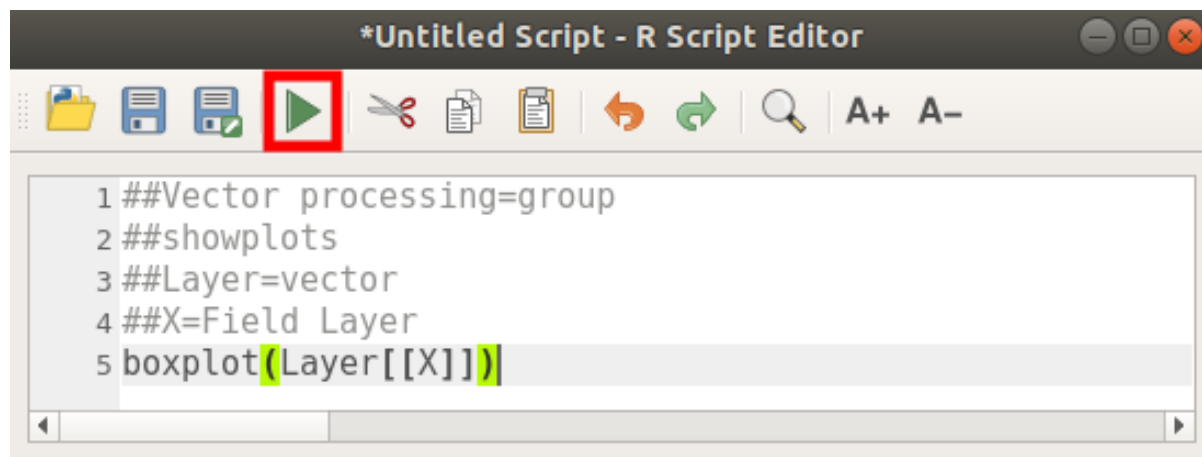 *Untitled Script - R Script Editor
A+ A-
1 ##Vector processing=group
2 ##showplots
3 ##Layer=vector
4 ##X=Field Layer
5 boxplot(Layer[[X]])